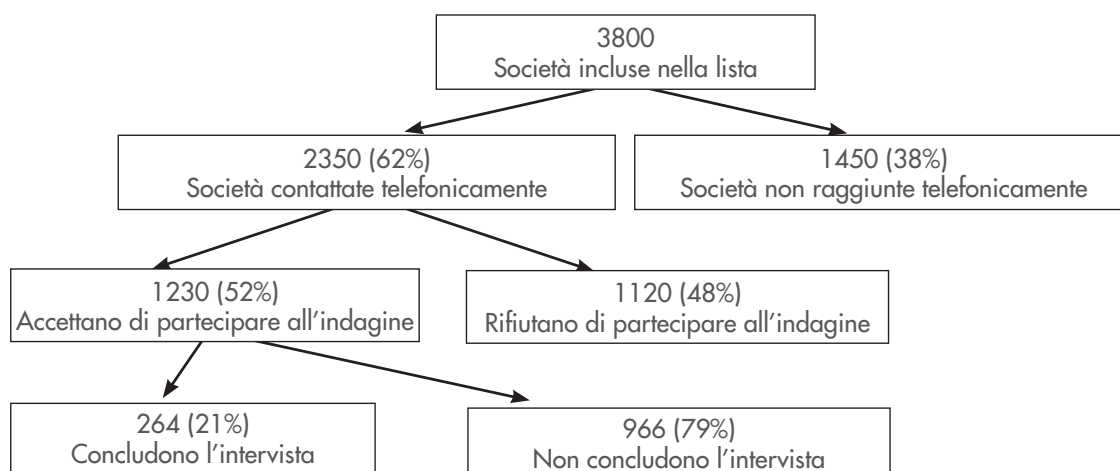 3800
Società incluse nella lista
2350 (62%)
Società contattate telefonicamente
1450 (38%)
Società non raggiunte telefonicamente
1230 (52%)
Accettano di partecipare all’indagine
1120 (48%)
Rifiutano di partecipare all’indagine
264 (21%)
Concludono l’intervista
966 (79%)
Non concludono l’intervista